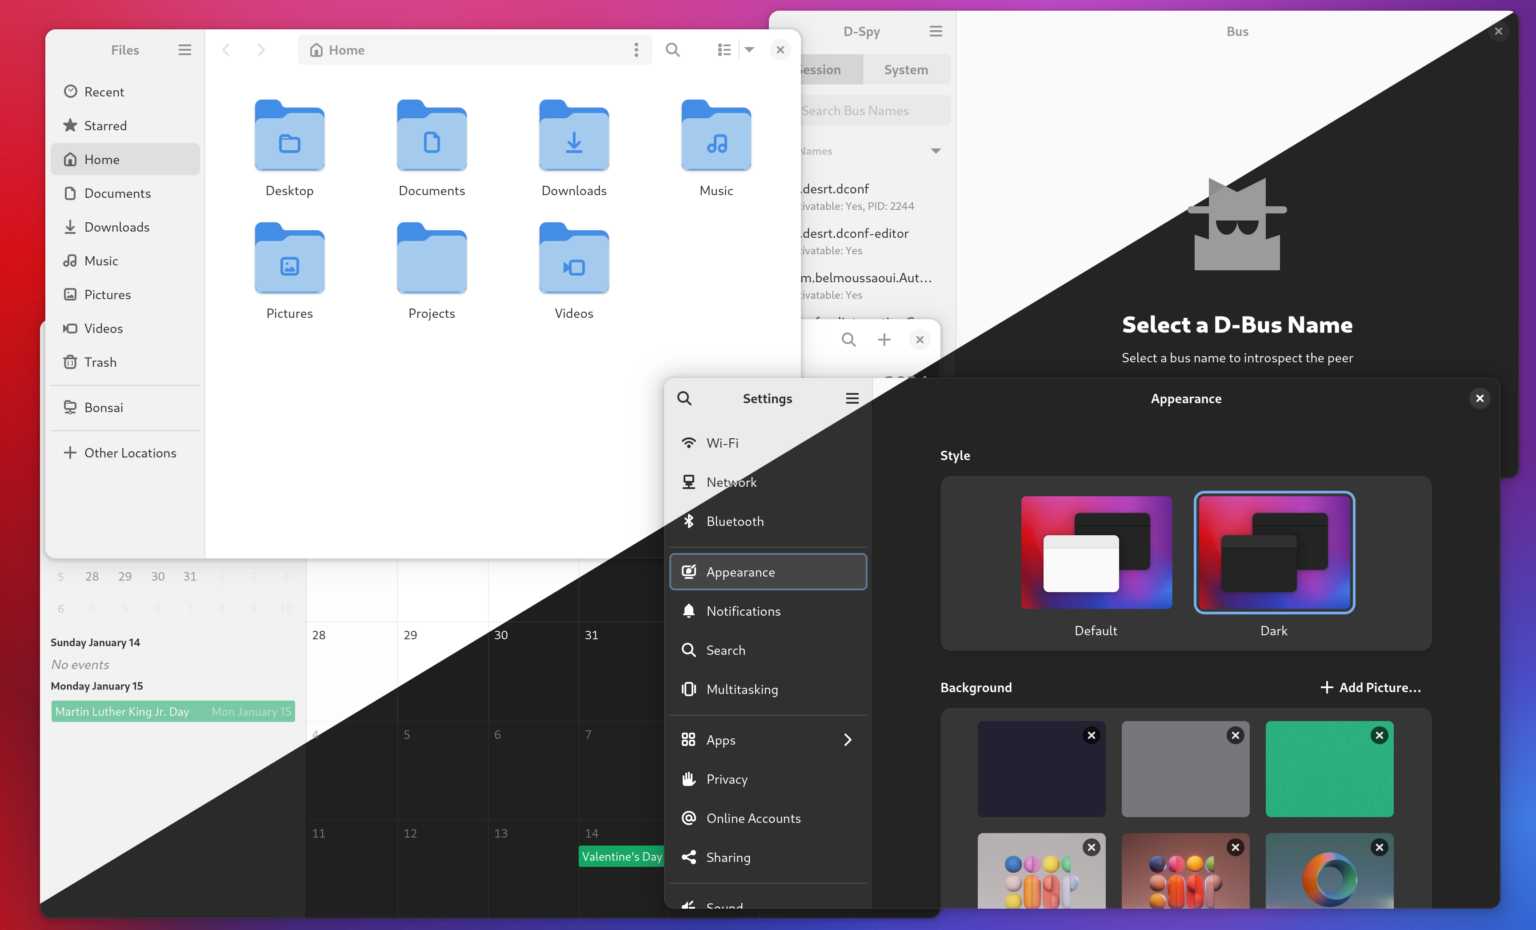 Files
Recent
Starred
Home
Documents
Downloads
Music
Pictures
Videos
Trash
Bonsai
Other Locations
Home
Desktop
Documents
Downloads
Music
Pictures
Projects
Videos
D-Spy
Session
System
Search Bus Names
Names
.desrt.dconf
ivatable: Yes, PID: 2244
.desrt.dconf-editor
ivatable: Yes
m.belmoussaoui.Aut...
ivatable: Yes
Bus
Select a D-Bus Name
Select a bus name to introspect the peer
5 28 29 30 31 1 2 3
6 4 5 6 7 8 9 10
Sunday January 14
No events
Monday January 15
Martin Luther King Jr. Day Mon January 15
28 29 30 31
4 5 6 7
11 12 13 14
Valentine's Day
Settings
Wi-Fi
Network
Bluetooth
Appearance
Notifications
Search
Multitasking
Apps
Privacy
Online Accounts
Sharing
Sound
Appearance
Style
Default
Dark
Background
Add Picture...